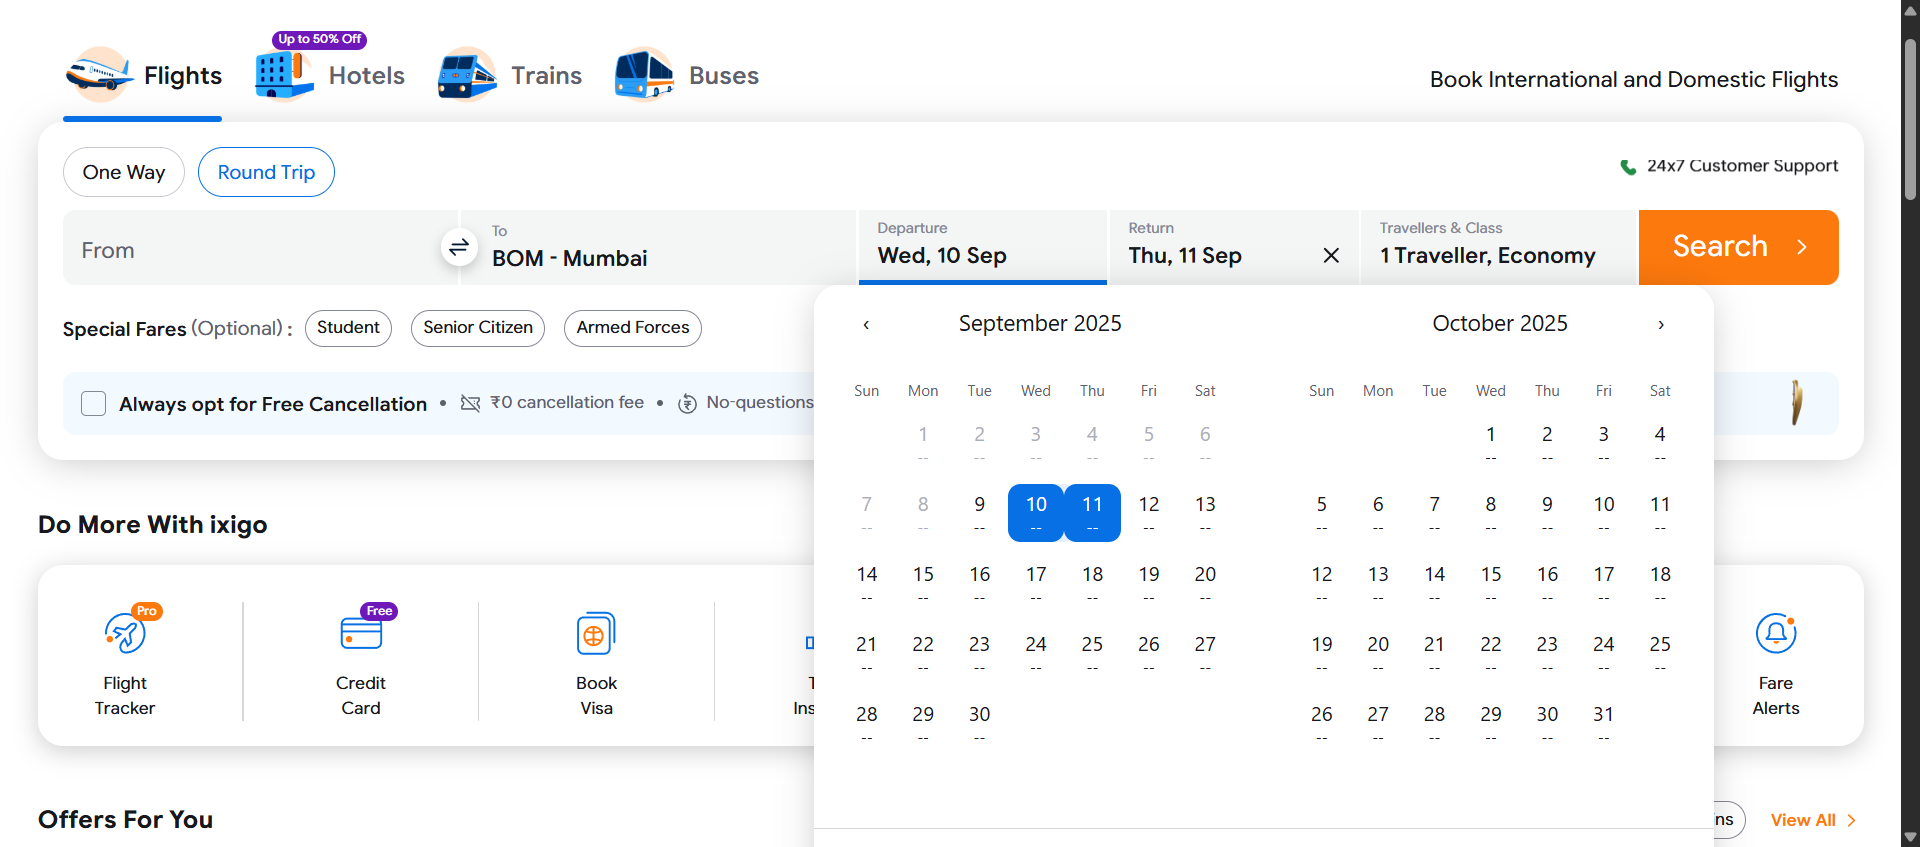 Up to 50% Off
Flights Hotels Trains Buses
Book International and Domestic Flights
One Way Round Trip
24x7 Customer Support
From
To
BOM - Mumbai
Departure
Wed, 10 Sep
Return
Thu, 11 Sep
Travellers & Class
1 Traveller, Economy
Search
Special Fares (Optional) : Student Senior Citizen Armed Forces
Always opt for Free Cancellation • ₹0 cancellation fee • No-questions
September 2025
Sun Mon Tue Wed Thu Fri Sat
1 2 3 4 5 6
-- -- -- -- -- --
7 8 9 10 11 12 13
-- -- -- -- -- -- --
14 15 16 17 18 19 20
-- -- -- -- -- -- --
21 22 23 24 25 26 27
-- -- -- -- -- -- --
28 29 30
-- -- --
October 2025
Sun Mon Tue Wed Thu Fri Sat
1 2 3 4
-- -- -- --
5 6 7 8 9 10 11
-- -- -- -- -- -- --
12 13 14 15 16 17 18
-- -- -- -- -- -- --
19 20 21 22 23 24 25
-- -- -- -- -- -- --
26 27 28 29 30 31
-- -- -- -- -- --
Do More With ixigo
Pro
Flight
Tracker
Free
Credit
Card
Book
Visa
T
Ins
Fare
Alerts
Offers For You
ns
View All